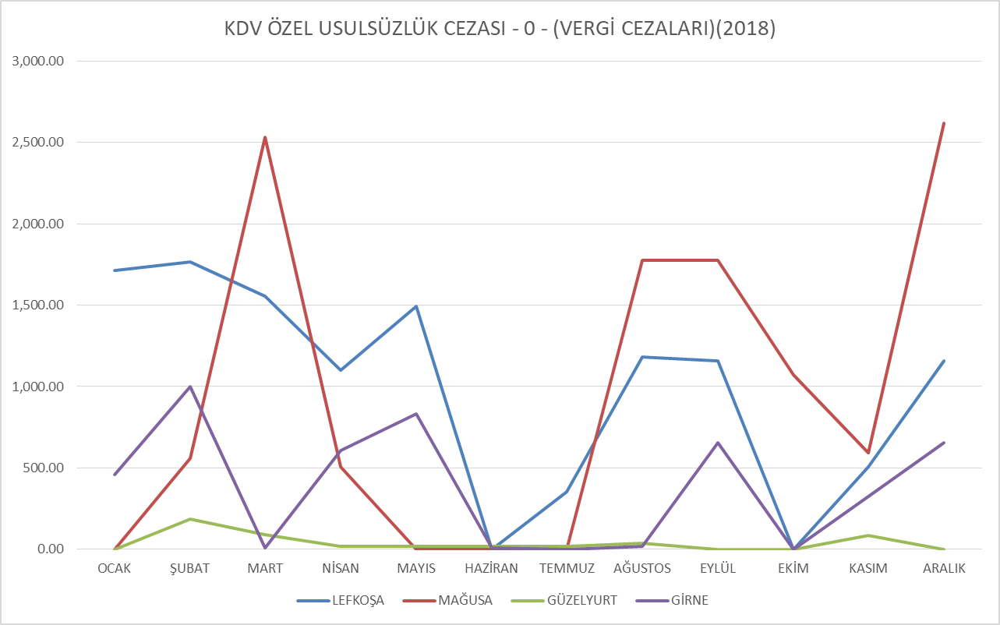 KDV ÖZEL USULSÜZLÜK CEZASI - 0 - (VERGİ CEZALARI)(2018)
3,000.00
2,500.00
2,000.00
1,500.00
1,000.00
500.00
0.00
OCAK ŞUBAT MART NİSAN MAYIS HAZİRAN TEMMUZ AĞUSTOS EYLÜL EKİM KASIM ARALIK
LEFKOŞA MAĞUSA GÜZELYURT GİRNE